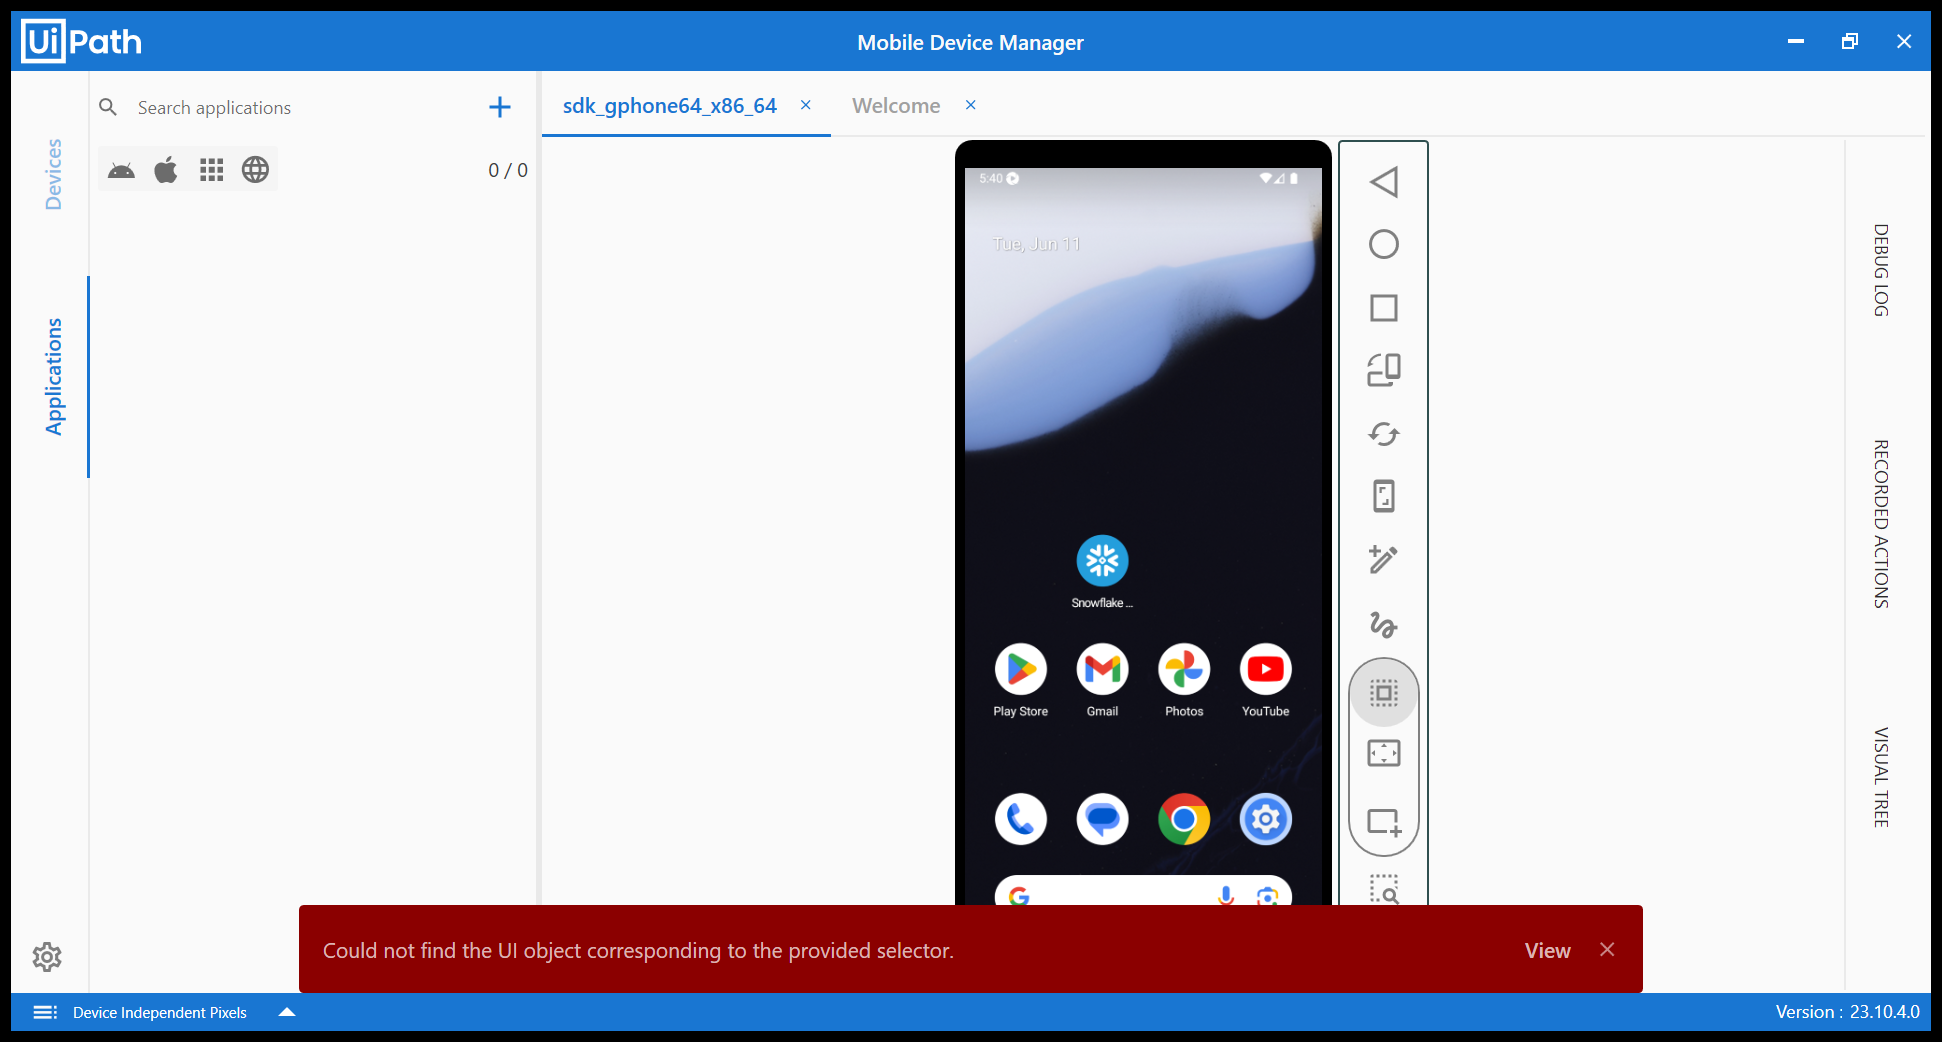 UiPath
Mobile Device Manager
Search applications
sdk_gphone64_x86_64
Welcome
Devices
0 / 0
Applications
5:40
Tue, Jun 11
Snowflake ...
Play Store
Gmail
Photos
YouTube
DEBUG LOG
RECORDED ACTIONS
VISUAL TREE
Could not find the UI object corresponding to the provided selector.
View
Device Independent Pixels
Version : 23.10.4.0